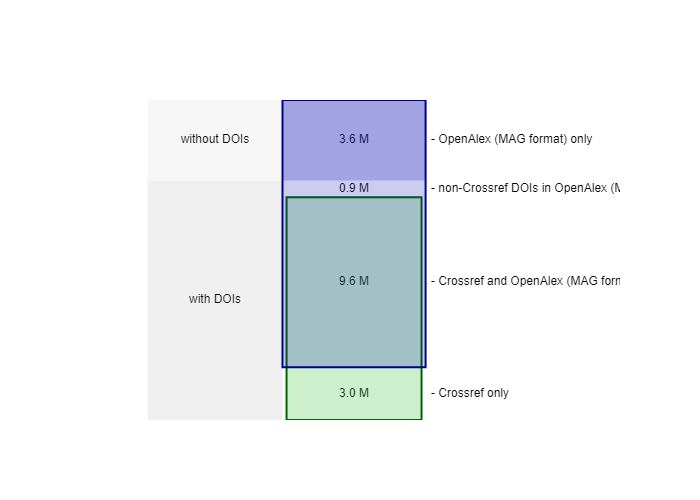 without DOIs 3.6 M - OpenAlex (MAG format) only
0.9 M - non-Crossref DOIs in OpenAlex
9.6 M - Crossref and OpenAlex (MAG
with DOIs
3.0 M - Crossref only